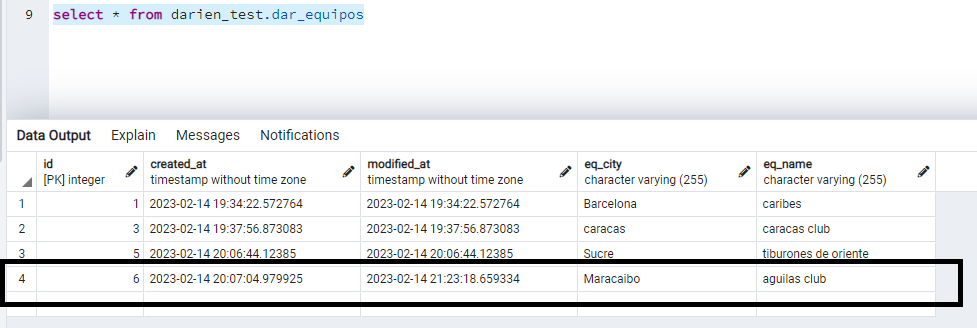 9 select * from darien_test.dar_equipos
Data Output Explain Messages Notifications
id created_at modified_at eq_city eq_name
[PK] integer timestamp without time zone timestamp without time zone character varying (255) character varying (255)
1 1 2023-02-14 19:34:22.572764 2023-02-14 19:34:22.572764 Barcelona caribes
2 3 2023-02-14 19:37:56.873083 2023-02-14 19:37:56.873083 caracas caracas club
3 5 2023-02-14 20:06:44.12385 2023-02-14 20:06:44.12385 Sucre tiburones de oriente
4 6 2023-02-14 20:07:04.979925 2023-02-14 21:23:18.659334 Maracaibo aguilas club